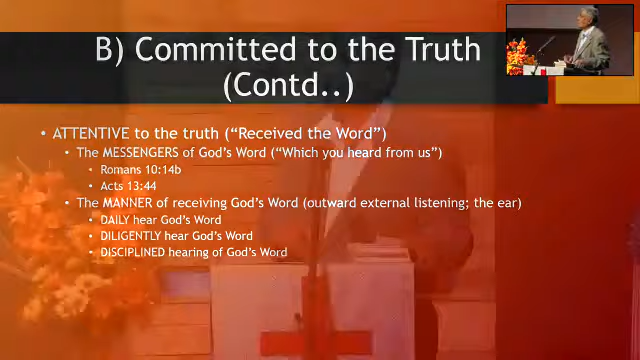 B) Committed to the Truth
(Contd..)
• ATTENTIVE to the truth (“Received the Word”)
• The MESSENGERS of God’s Word (“Which you heard from us”)
• Romans 10:14b
• Acts 13:44
• The MANNER of receiving God’s Word (outward external listening; the ear)
• DAILY hear God’s Word
• DILIGENTLY hear God’s Word
• DISCIPLINED hearing of God’s Word